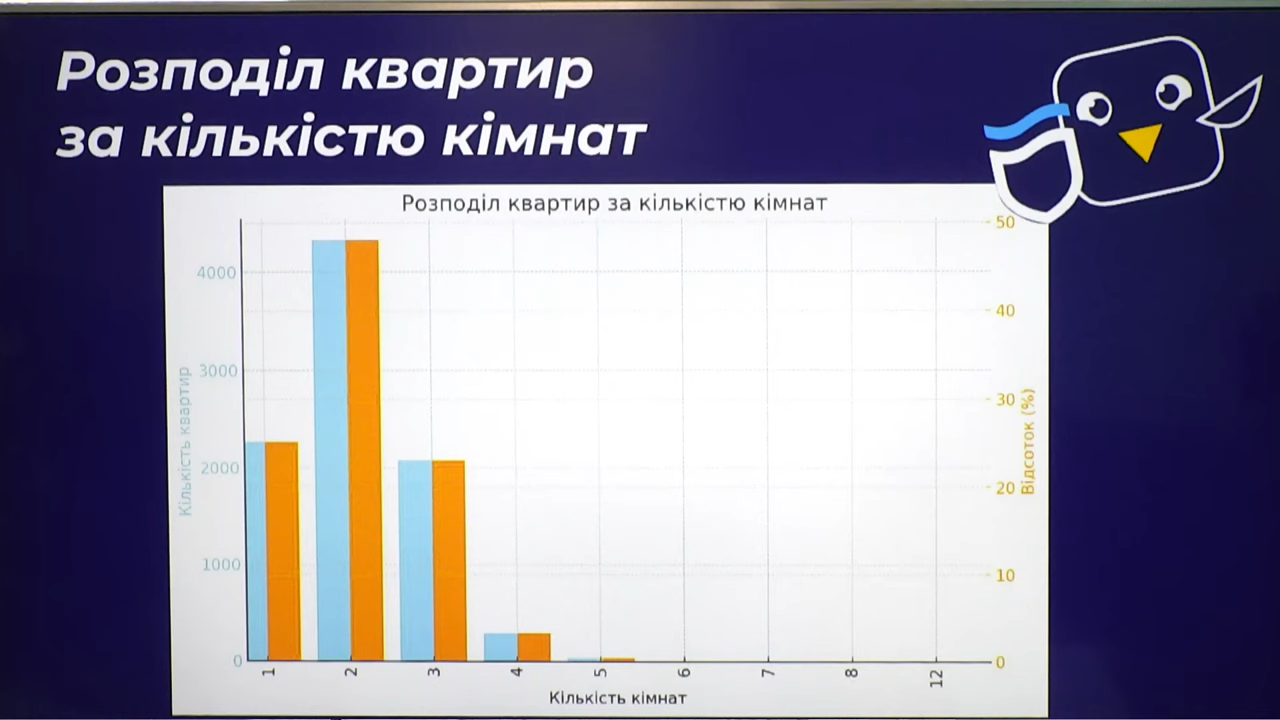 Розподіл квартир
за кількістю кімнат
Розподіл квартир за кількістю кімнат
Кількість квартир
4000
3000
2000
1000
0
50
40
30
20
10
0
Відсоток (%)
1 2 3 4 5 6 7 8 12
Кількість кімнат